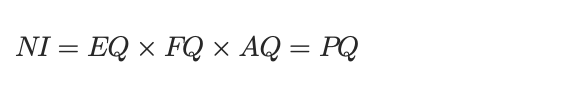 NI = EQ × FQ × AQ = PQ